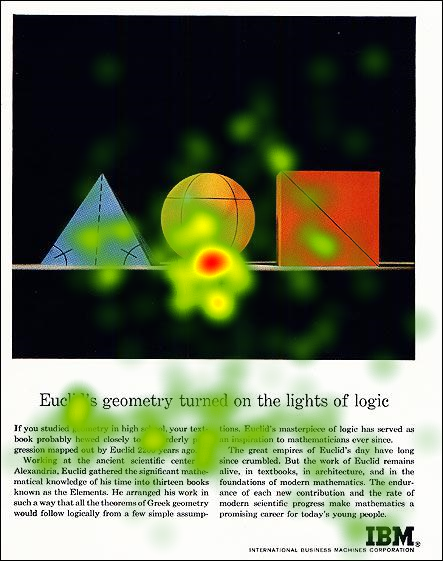 Euclid's geometry turned on the lights of logic
If you studied geometry in high school, your text-
book probably hewed closely to orderly pro-
gression mapped out by Euclid 2200 years ago.
Working at the ancient scientific center
Alexandria, Euclid gathered the significant mathe-
matical knowledge of his time into thirteen books
known as the Elements. He arranged his work in
such a way that all the theorems of Greek geometry
would follow logically from a few simple assump-
tions. Euclid's masterpiece of logic has served as
an inspiration to mathematicians ever since.
The great empires of Euclid's day have long
since crumbled. But the work of Euclid remains
alive, in textbooks, in architecture, and in the
foundations of modern mathematics. The endur-
ance of each new contribution and the rate of
modern scientific progress make mathematics a
promising career for today's young people.
IBM®
INTERNATIONAL BUSINESS MACHINES CORPORATION